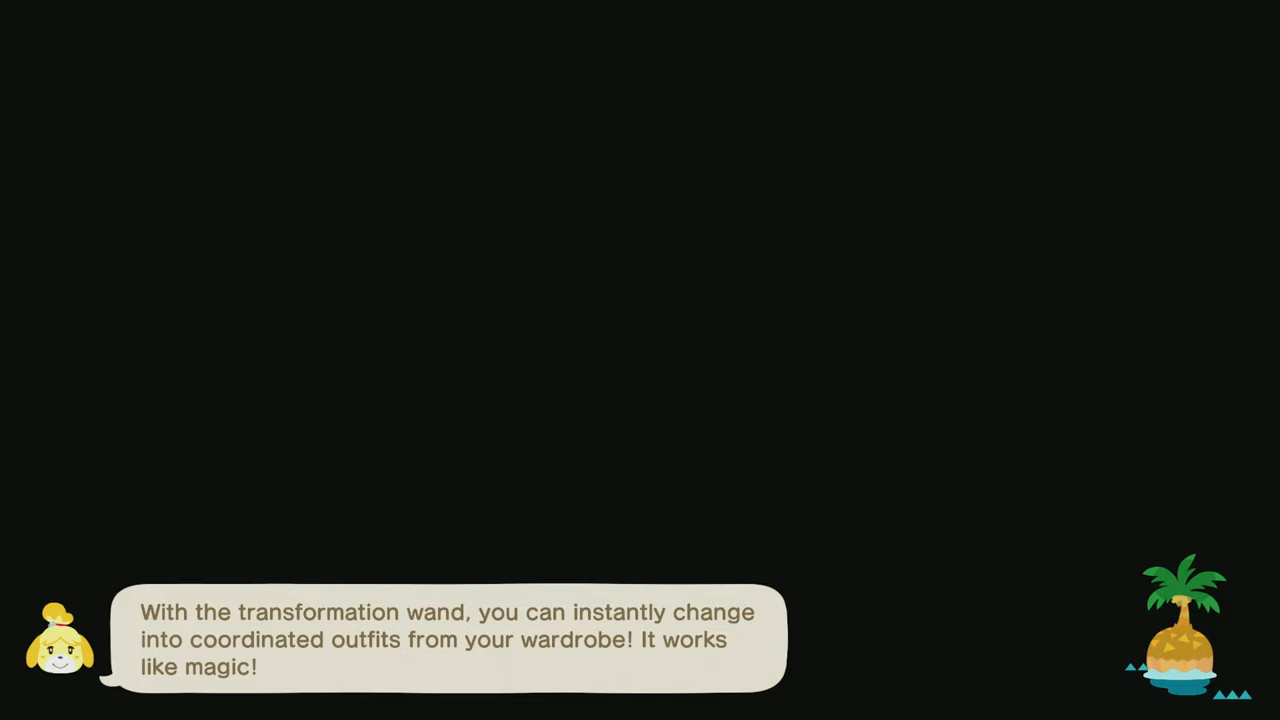 With the transformation wand, you can instantly change
into coordinated outfits from your wardrobe! It works
like magic!